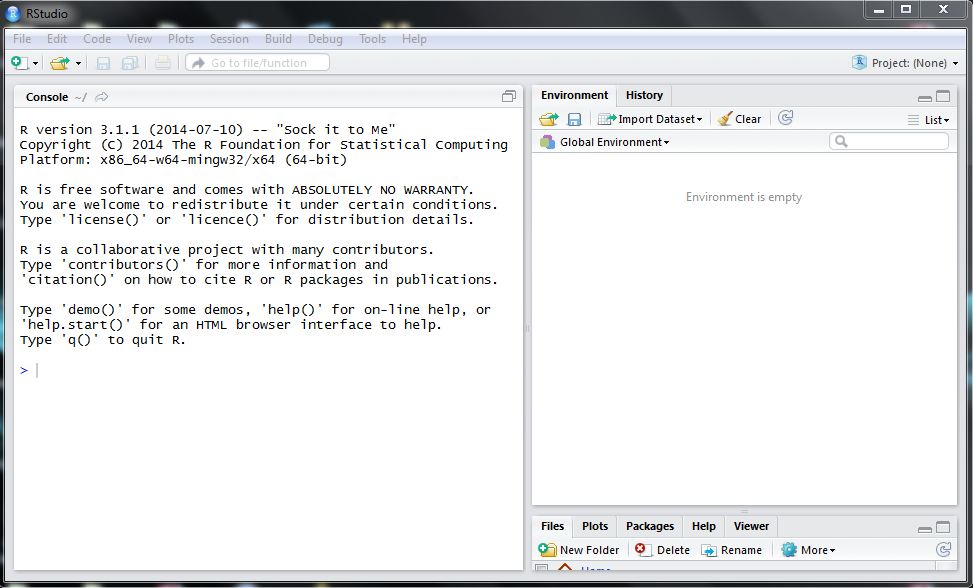 RStudio
File Edit Code View Plots Session Build Debug Tools Help
Go to file/function
Project: (None)
Console ~/
R version 3.1.1 (2014-07-10) -- "Sock it to Me"
Copyright (C) 2014 The R Foundation for Statistical Computing
Platform: x86_64-w64-mingw32/x64 (64-bit)
R is free software and comes with ABSOLUTELY NO WARRANTY.
You are welcome to redistribute it under certain conditions.
Type 'license()' or 'licence()' for distribution details.
R is a collaborative project with many contributors.
Type 'contributors()' for more information and
'citation()' on how to cite R or R packages in publications.
Type 'demo()' for some demos, 'help()' for on-line help, or
'help.start()' for an HTML browser interface to help.
Type 'q()' to quit R.
>
Environment History
Import Dataset Clear List
Global Environment
Environment is empty
Files Plots Packages Help Viewer
New Folder Delete Rename More
Home